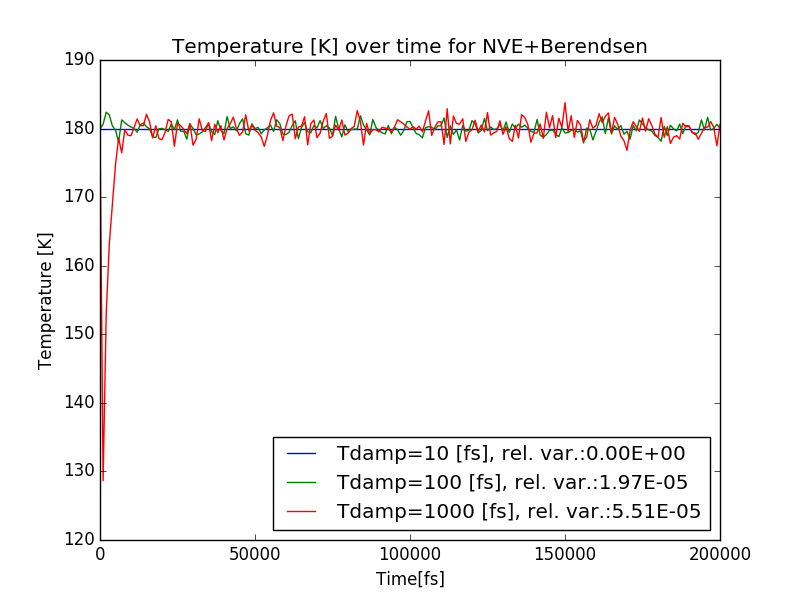 Temperature [K] over time for NVE+Berendsen
190
180
170
160
150
140
130
120
Temperature [K]
Tdamp=10 [fs], rel. var.:0.00E+00
Tdamp=100 [fs], rel. var.:1.97E-05
Tdamp=1000 [fs], rel. var.:5.51E-05
0 50000 100000 150000 200000
Time[fs]